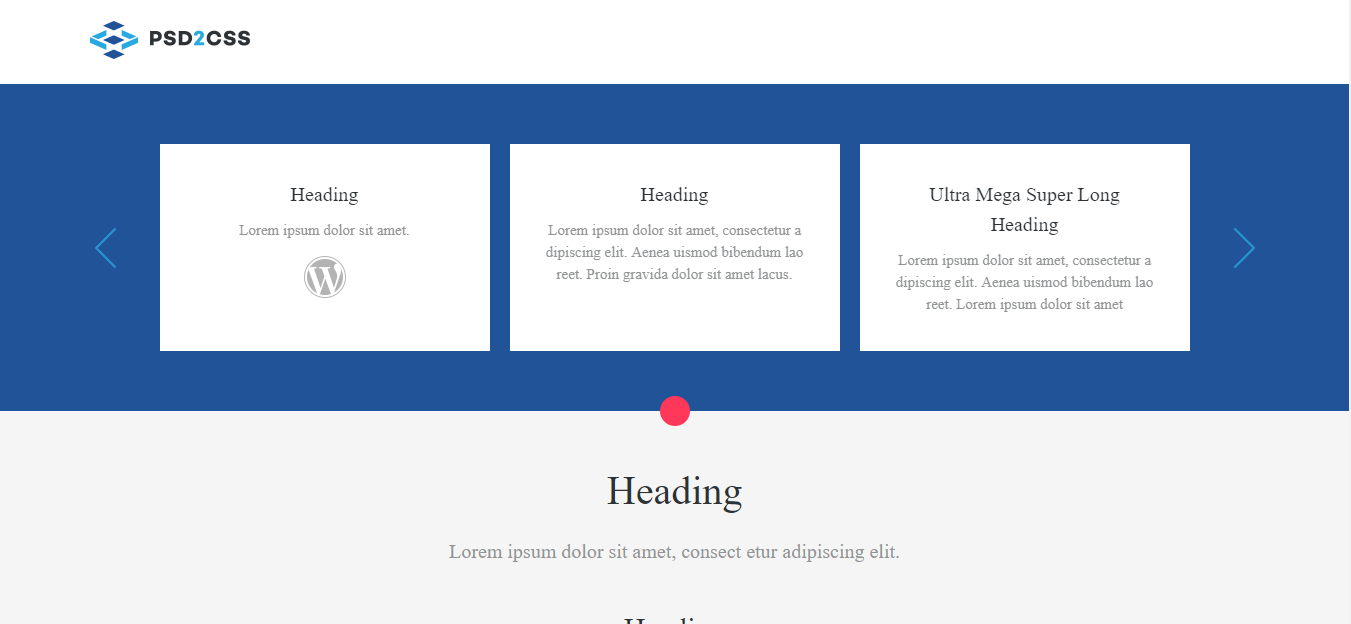 PSD2CSS
Heading
Lorem ipsum dolor sit amet.
Heading
Lorem ipsum dolor sit amet, consectetur a
dipiscing elit. Aenea uismod bibendum lao
reet. Proin gravida dolor sit amet lacus.
Ultra Mega Super Long
Heading
Lorem ipsum dolor sit amet, consectetur a
dipiscing elit. Aenea uismod bibendum lao
reet. Lorem ipsum dolor sit amet
Heading
Lorem ipsum dolor sit amet, consect etur adipiscing elit.